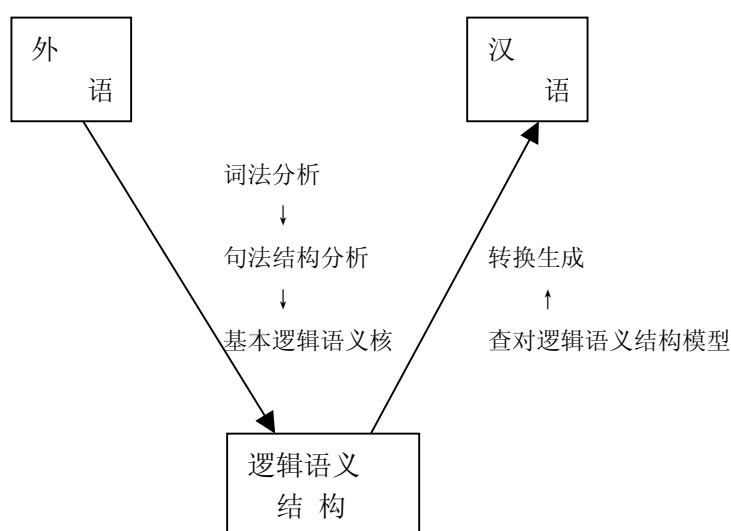 外
语
汉
语
词法分析
↓
句法结构分析
↓
基本逻辑语义核
转换生成
↑
查对逻辑语义结构模型
逻辑语义
结 构